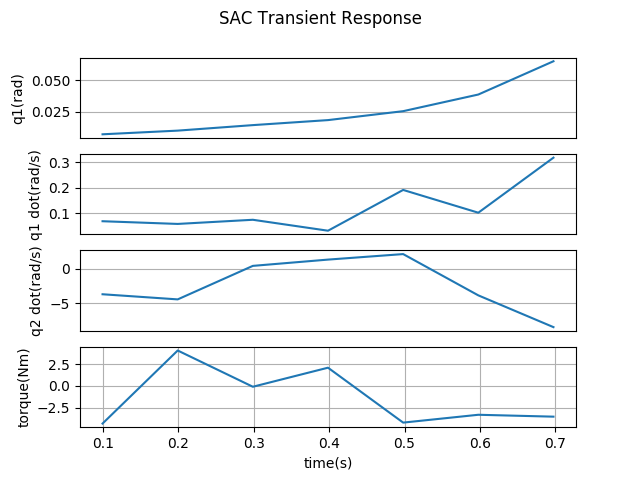 SAC Transient Response
0.050
0.025
q1(rad)
0.3
0.2
0.1
q1 dot(rad/s)
0
−5
q2 dot(rad/s)
2.5
0.0
−2.5
torque(Nm)
0.1 0.2 0.3 0.4 0.5 0.6 0.7
time(s)